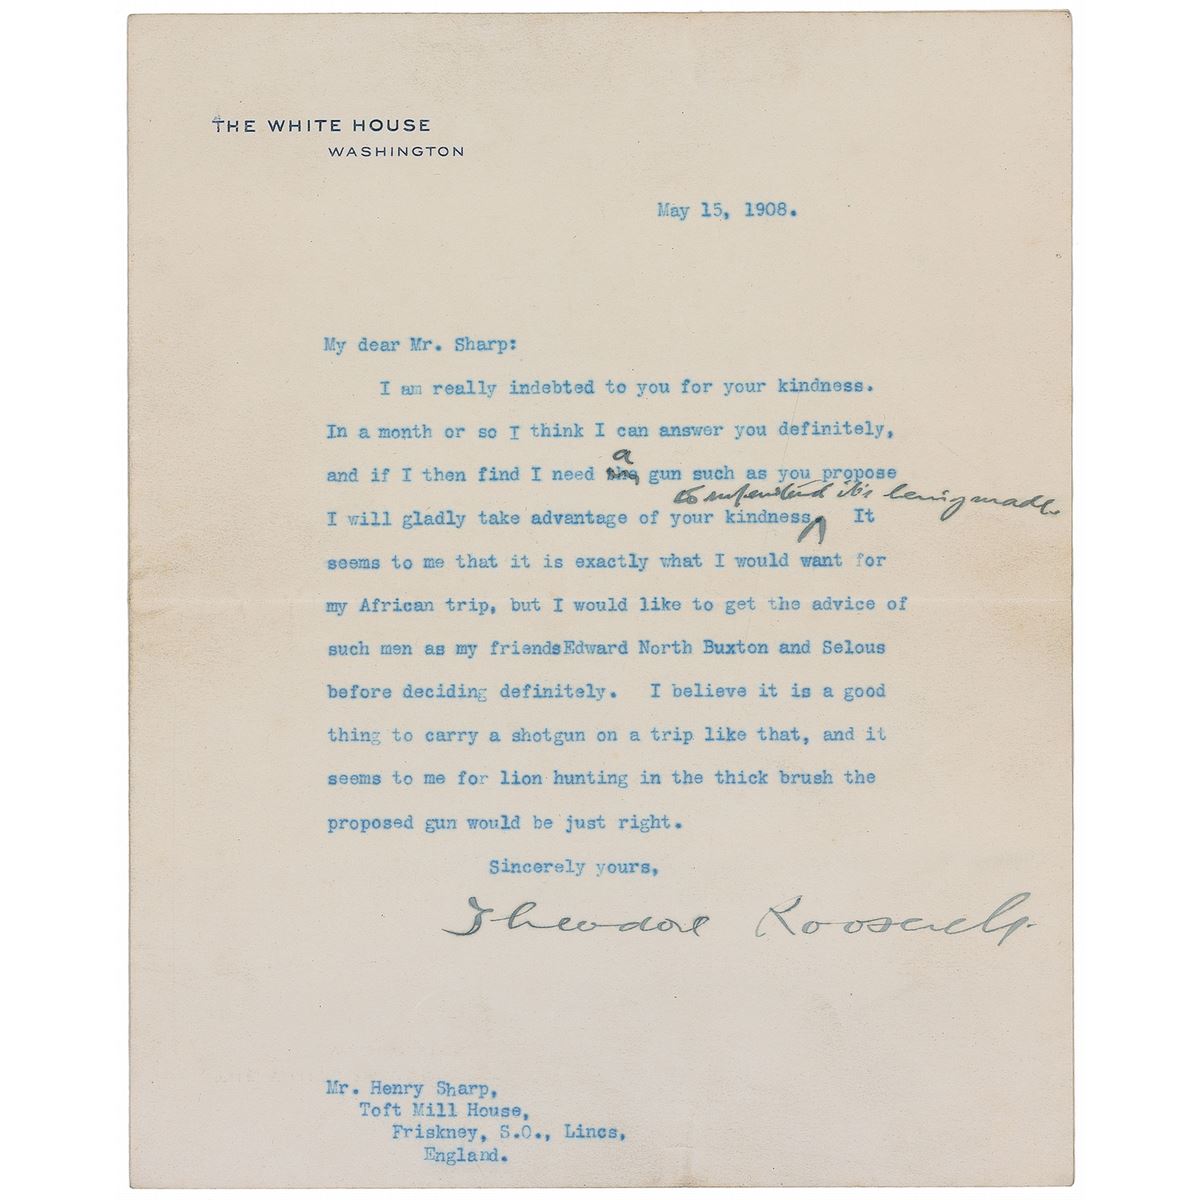 THE WHITE HOUSE
WASHINGTON
May 15, 1908.
My dear Mr. Sharp:
I am really indebted to you for your kindness.
In a month or so I think I can answer you definitely,
a
and if I then find I need the gun such as you propose
to superintend it's being made
I will gladly take advantage of your kindness. It
seems to me that it is exactly what I would want for
my African trip, but I would like to get the advice of
such men as my friendsEdward North Buxton and Selous
before deciding definitely. I believe it is a good
thing to carry a shotgun on a trip like that, and it
seems to me for lion hunting in the thick brush the
proposed gun would be just right.
Sincerely yours,
Theodore Roosevelt
Mr. Henry Sharp,
Toft Mill House,
Friskney, S.O., Lincs,
England.